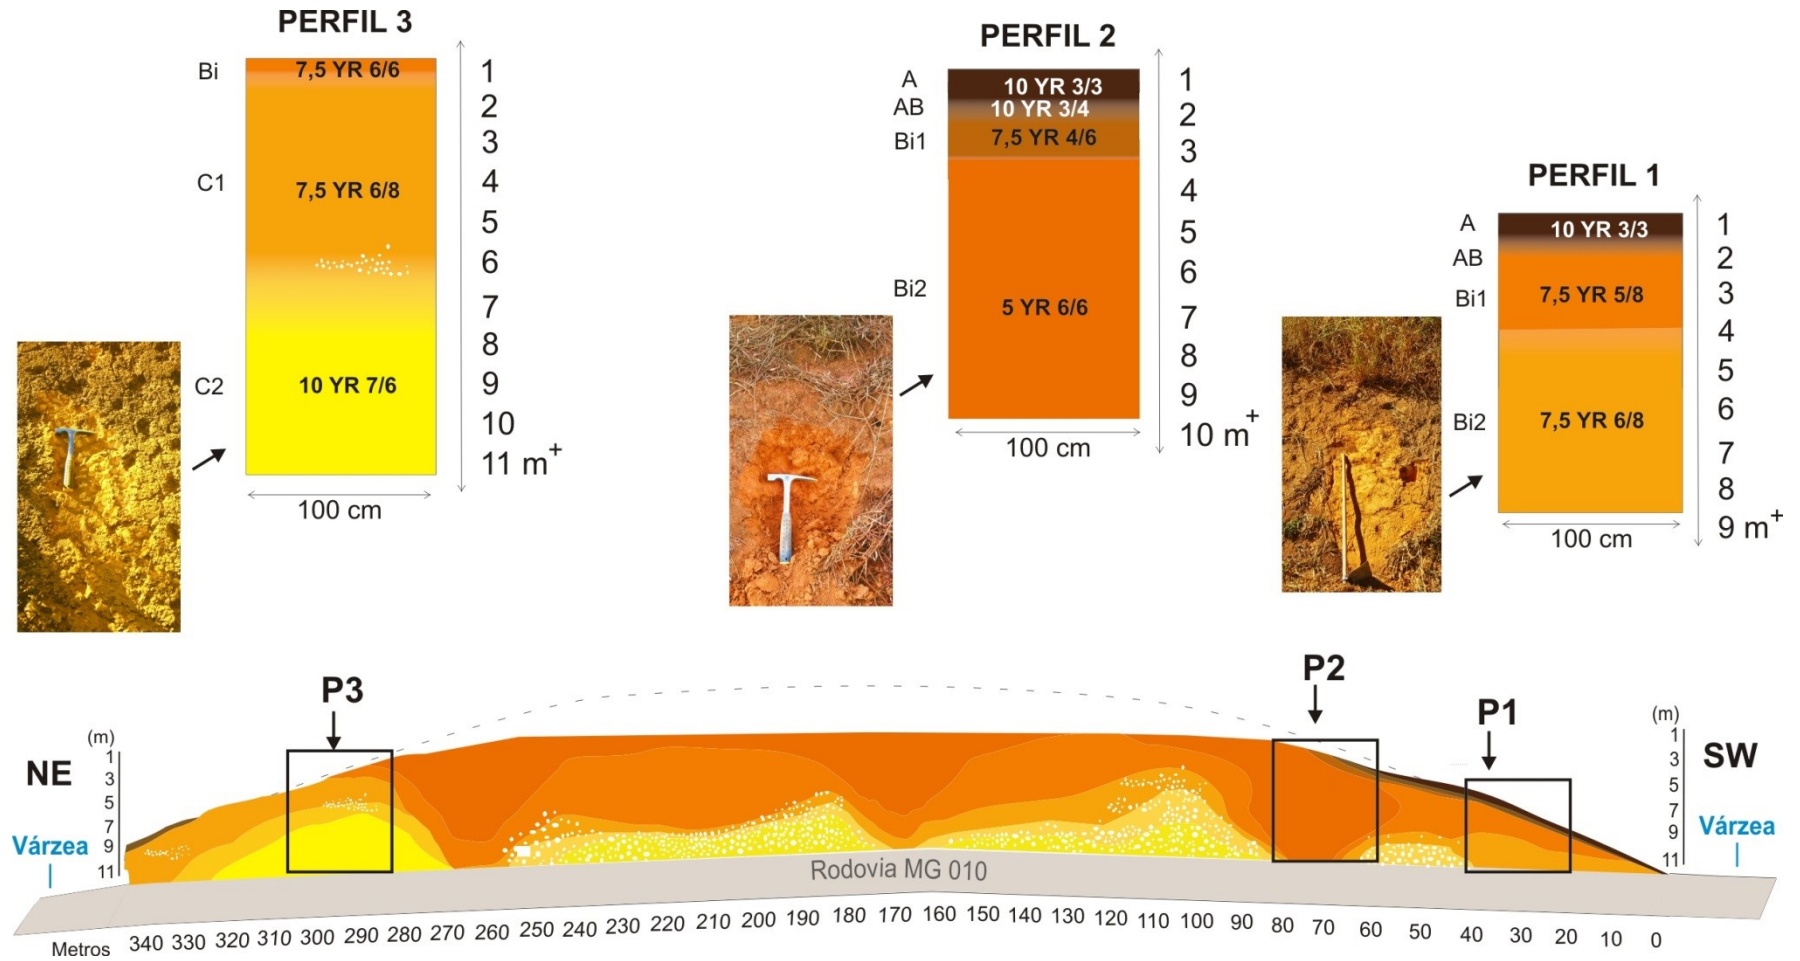 PERFIL 3
Bi
7,5 YR 6/6
C1
7,5 YR 6/8
C2
10 YR 7/6
1
2
3
4
5
6
7
8
9
10
11 m+
100 cm
PERFIL 2
A
10 YR 3/3
AB
10 YR 3/4
Bi1
7,5 YR 4/6
Bi2
5 YR 6/6
1
2
3
4
5
6
7
8
9
10 m+
100 cm
PERFIL 1
A
10 YR 3/3
AB
Bi1
7,5 YR 5/8
Bi2
7,5 YR 6/8
1
2
3
4
5
6
7
8
9 m+
100 cm
P3
P2
P1
(m)
NE
1
3
5
7
9
11
Várzea
(m)
SW
1
3
5
7
9
11
Várzea
Rodovia MG 010
Metros 340 330 320 310 300 290 280 270 260 250 240 230 220 210 200 190 180 170 160 150 140 130 120 110 100 90 80 70 60 50 40 30 20 10 0